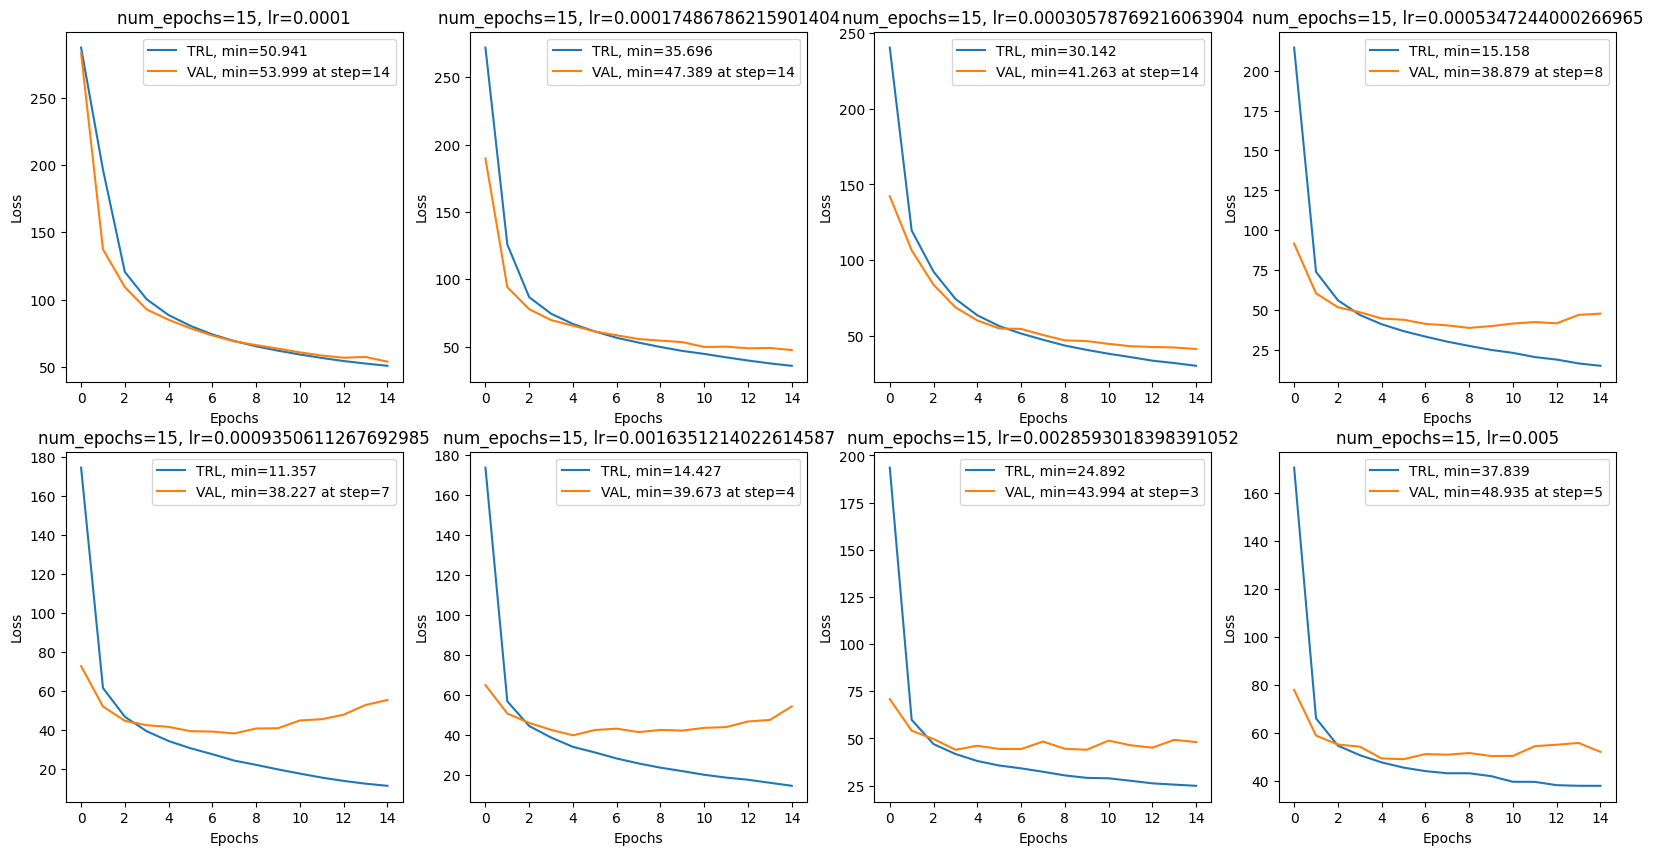 num_epochs=15, lr=0.0001
TRL, min=50.941
VAL, min=53.999 at step=14
Loss
250
200
150
100
50
0 2 4 6 8 10 12 14
Epochs
num_epochs=15, lr=0.00017486786215901404
TRL, min=35.696
VAL, min=47.389 at step=14
Loss
250
200
150
100
50
0 2 4 6 8 10 12 14
Epochs
num_epochs=15, lr=0.00030578769216063904
TRL, min=30.142
VAL, min=41.263 at step=14
Loss
250
200
150
100
50
0 2 4 6 8 10 12 14
Epochs
num_epochs=15, lr=0.0005347244000266965
TRL, min=15.158
VAL, min=38.879 at step=8
Loss
200
175
150
125
100
75
50
25
0 2 4 6 8 10 12 14
Epochs
num_epochs=15, lr=0.0009350611267692985
TRL, min=11.357
VAL, min=38.227 at step=7
Loss
180
160
140
120
100
80
60
40
20
0 2 4 6 8 10 12 14
Epochs
num_epochs=15, lr=0.0016351214022614587
TRL, min=14.427
VAL, min=39.673 at step=4
Loss
180
160
140
120
100
80
60
40
20
0 2 4 6 8 10 12 14
Epochs
num_epochs=15, lr=0.0028593018398391052
TRL, min=24.892
VAL, min=43.994 at step=3
Loss
200
175
150
125
100
75
50
25
0 2 4 6 8 10 12 14
Epochs
num_epochs=15, lr=0.005
TRL, min=37.839
VAL, min=48.935 at step=5
Loss
160
140
120
100
80
60
40
0 2 4 6 8 10 12 14
Epochs